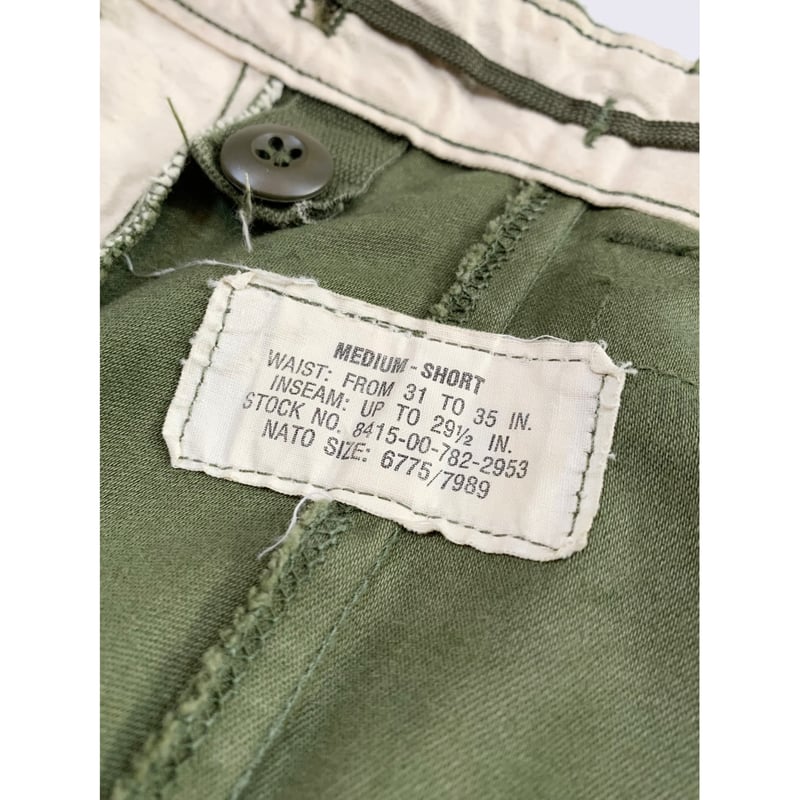 MEDIUM-SHORT
WAIST: FROM 31 TO 35 IN.
INSEAM: UP TO 29½ IN.
STOCK NO. 8415-00-782-2953
NATO SIZE: 6775/7989